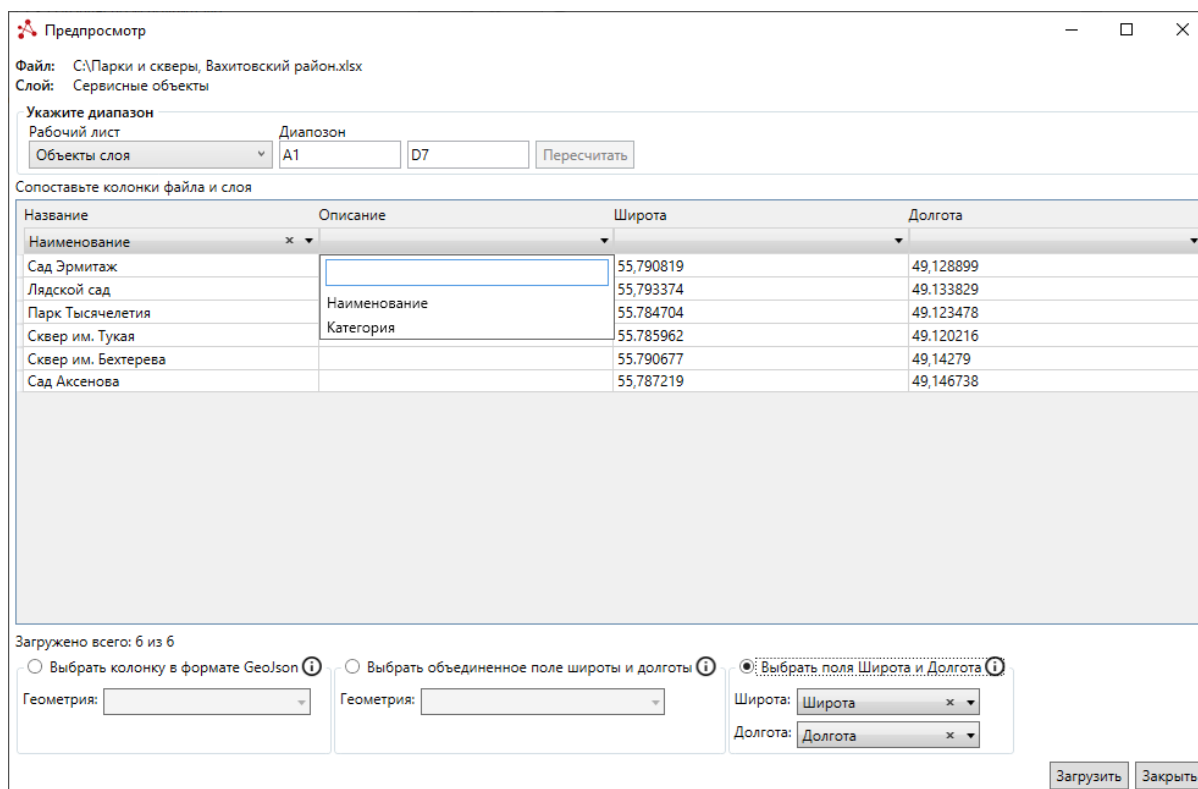 Предпросмотр
Файл: C:\Парки и скверы, Вахитовский район.xlsx
Слой: Сервисные объекты
Укажите диапазон
Рабочий лист Диапозон
Объекты слоя A1 D7 Пересчитать
Сопоставьте колонки файла и слоя
Название Описание Широта Долгота
Наименование
Сад Эрмитаж 55,790819 49,128899
Лядской сад 55,793374 49.133829
Наименование
Парк Тысячелетия 55.784704 49.123478
Категория
Сквер им. Тукая 55.785962 49.120216
Сквер им. Бехтерева 55.790677 49,14279
Сад Аксенова 55,787219 49,146738
Загружено всего: 6 из 6
Выбрать колонку в формате GeoJson Выбрать объединенное поле широты и долготы Выбрать поля Широта и Долгота
Геометрия: Геометрия: Широта: Широта
Долгота: Долгота
Загрузить Закрыть